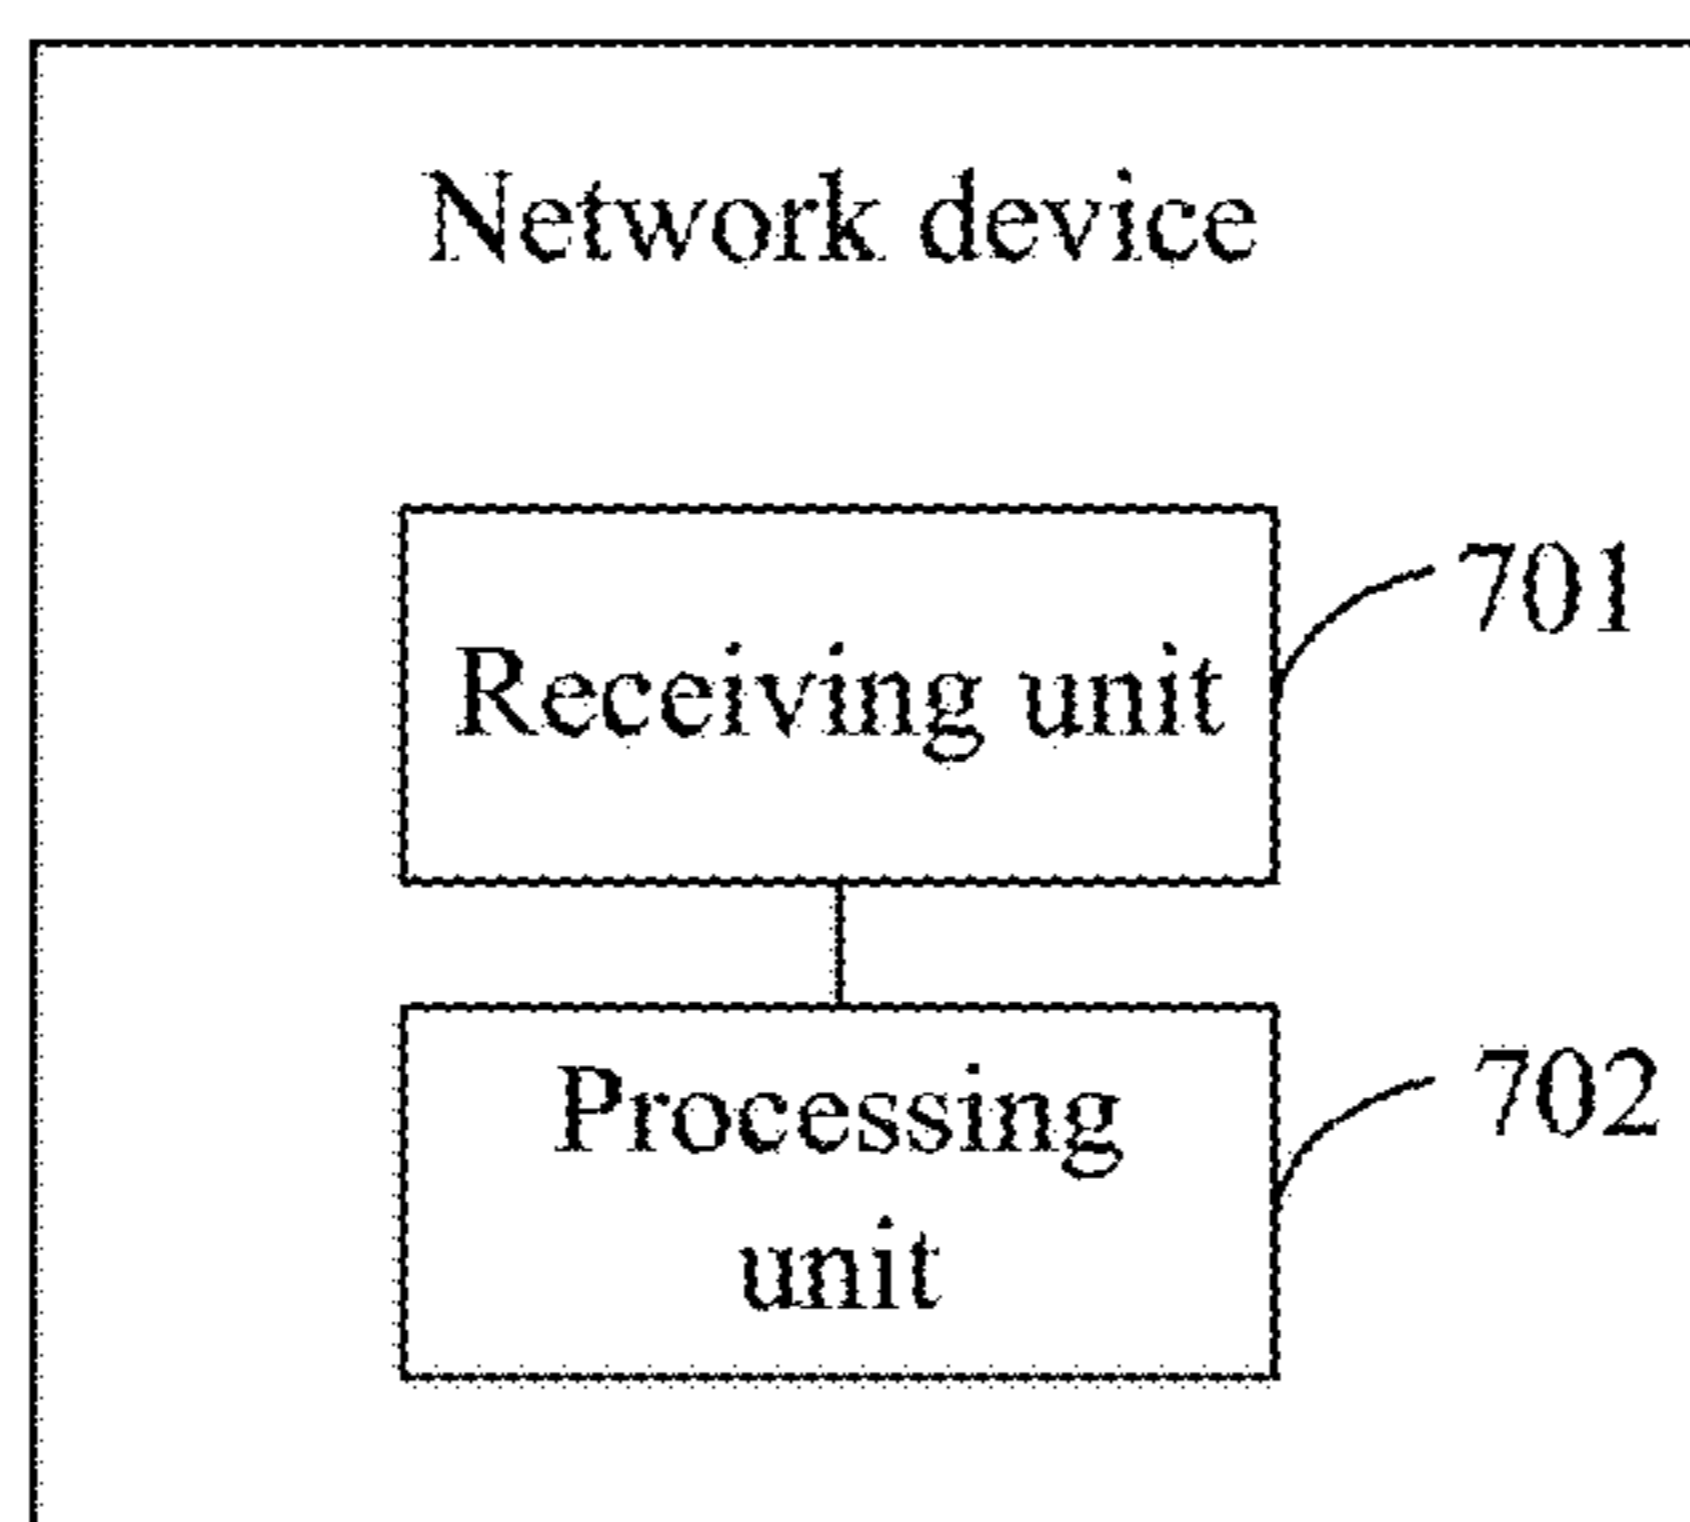 Network device
Receiving unit
701
Processing
unit
702